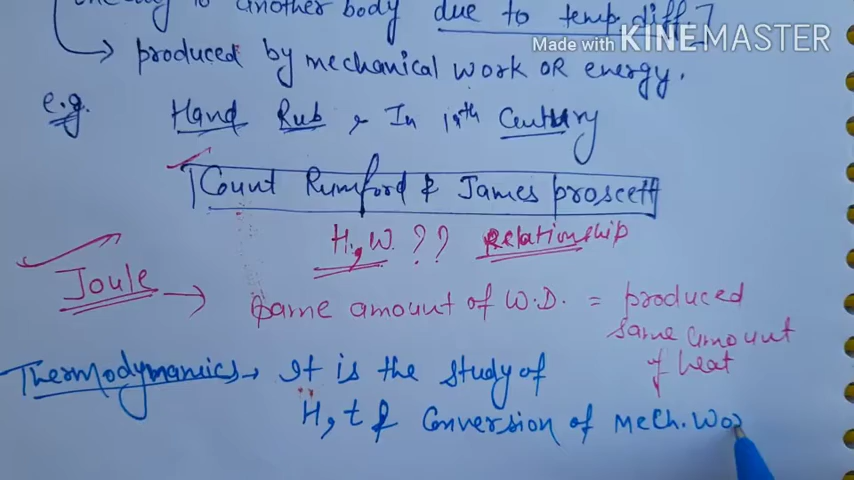 another body due to temp. diff.
Made with KINEMASTER
→ produced by mechanical work OR energy.
e.g. Hand Rub → In 19th Century
Count Rumford & James proscett
H, W. ?? Relationship
Joule → Same amount of W.D. = produced
same amount
of heat
Thermodymamics → It is the study of
H, t & Conversion of Mech. Wo